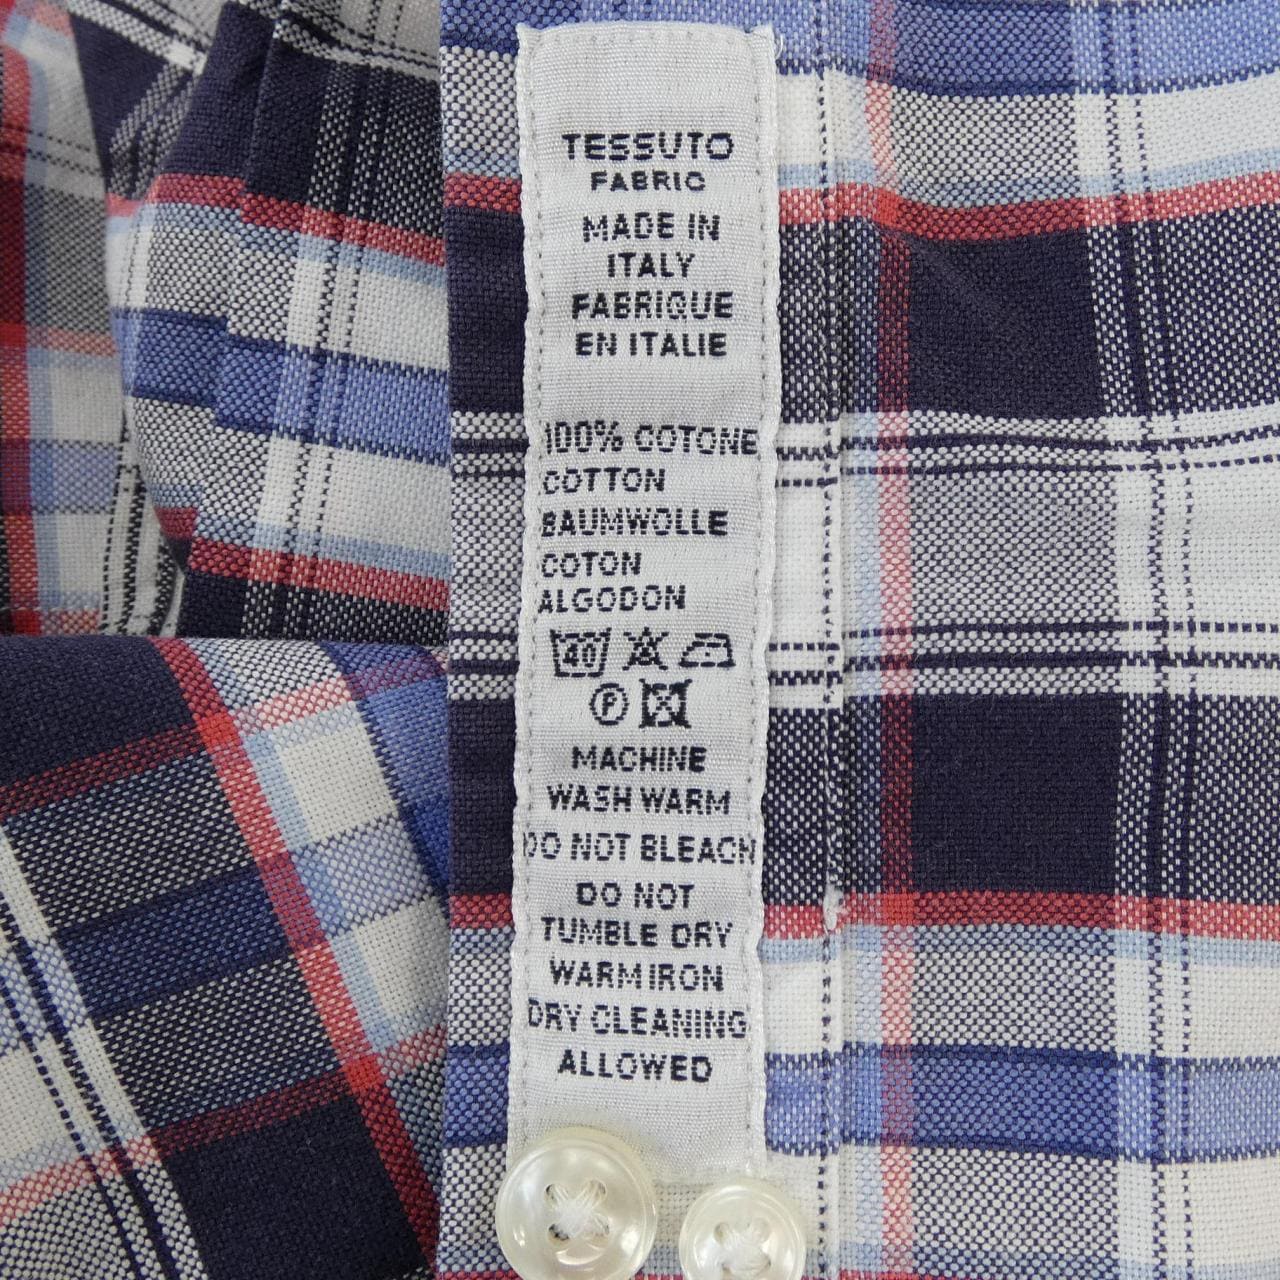 TESSUTO
FABRIC
MADE IN
ITALY
FABRIQUE
EN ITALIE
100% COTONE
COTTON
BAUMWOLLE
COTON
ALGODON
40
P
MACHINE
WASH WARM
DO NOT BLEACH
DO NOT
TUMBLE DRY
WARM IRON
DRY CLEANING
ALLOWED